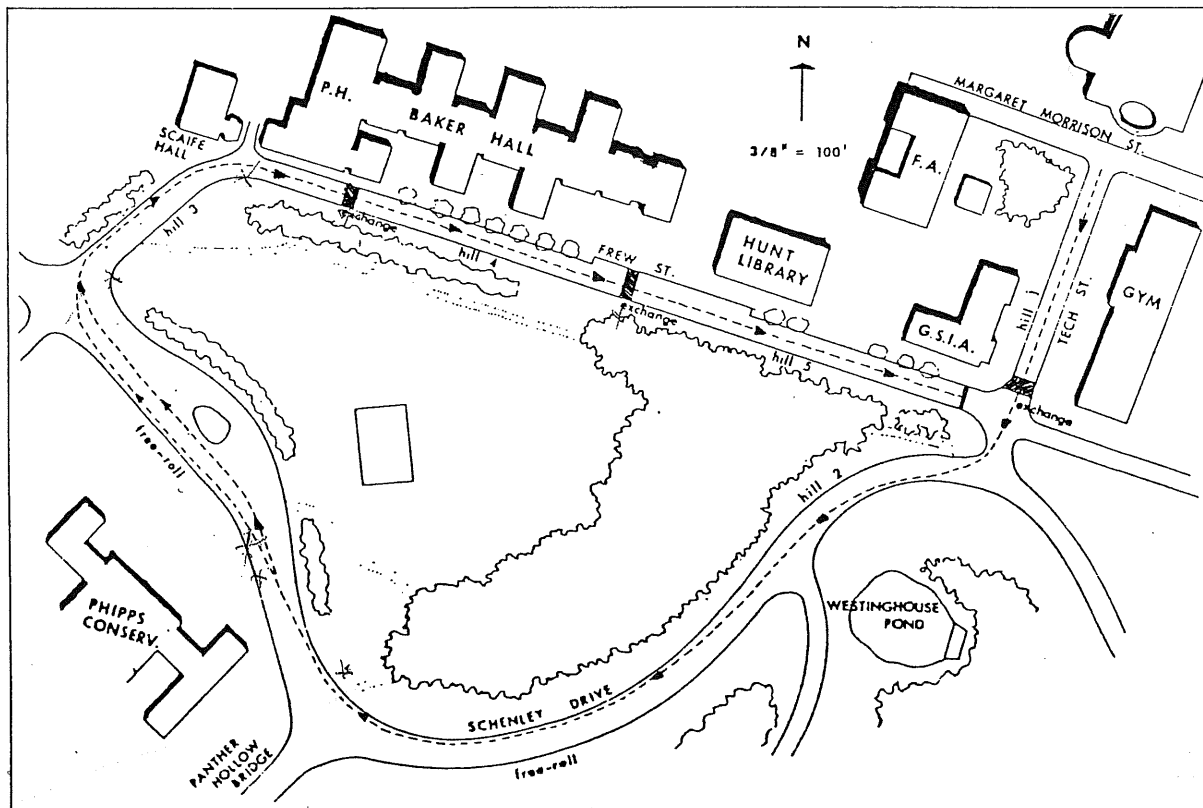 N
3/8" = 100'
MARGARET MORRISON ST.
P.H.
BAKER HALL
SCAIFE
HALL
F.A.
HUNT
LIBRARY
G.S.I.A.
GYM
TECH ST.
hill 1
exchange
hill 3
exchange
hill 4
FREW ST.
exchange
hill 5
hill 2
free-roll
PHIPPS
CONSERV.
WESTINGHOUSE
POND
SCHENLEY DRIVE
free-roll
PANTHER
HOLLOW
BRIDGE